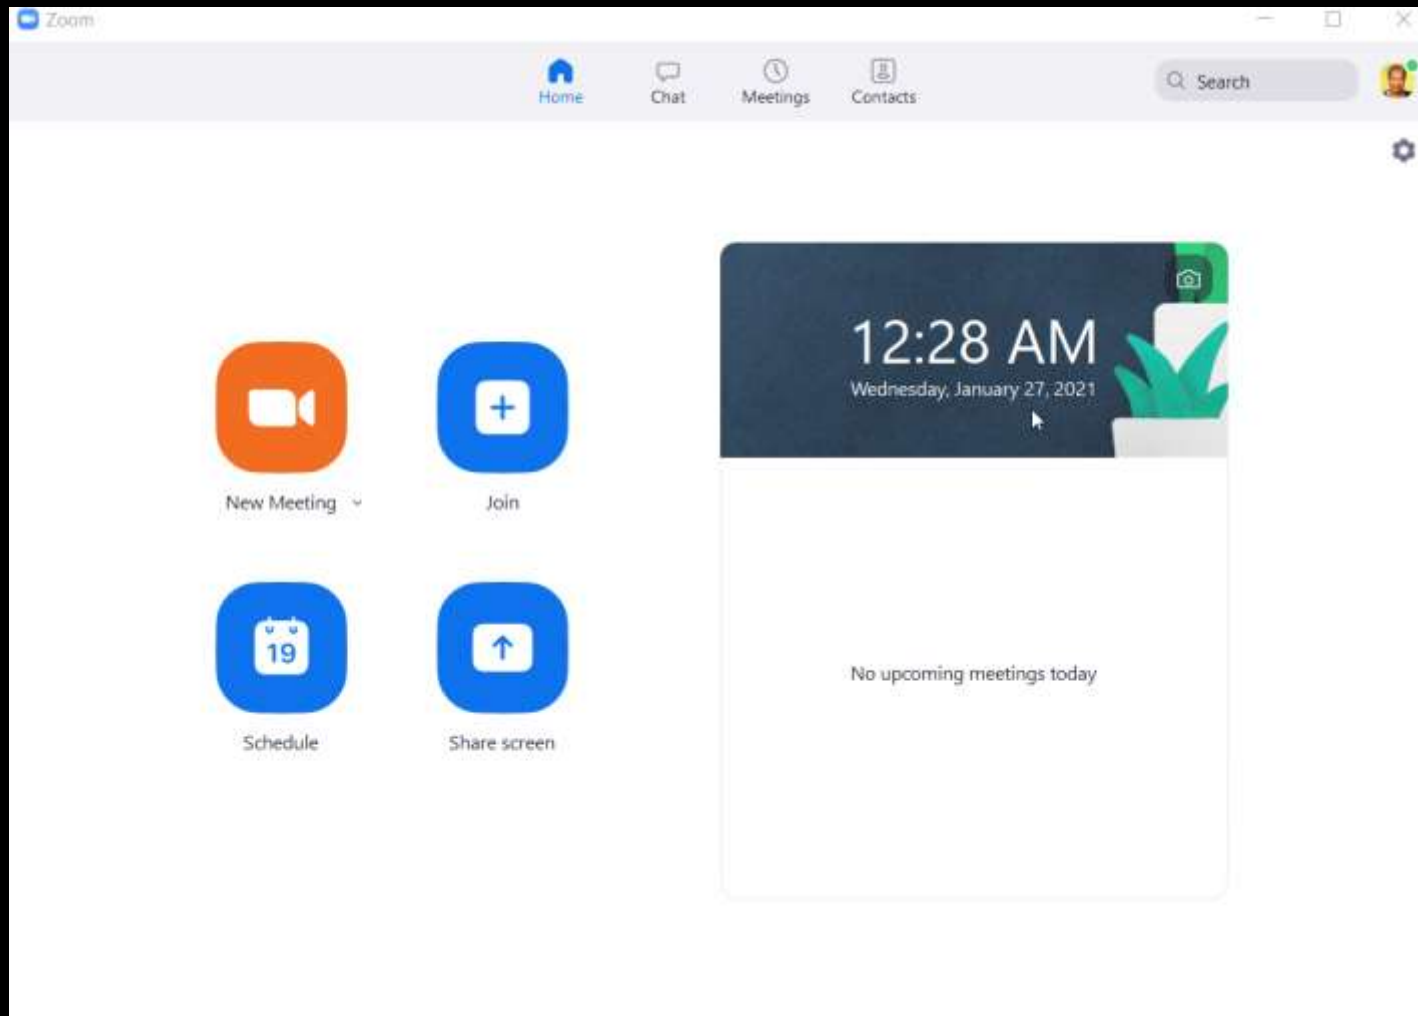 Zoom
Home Chat Meetings Contacts Search
12:28 AM
Wednesday, January 27, 2021
New Meeting Join
19
Schedule Share screen
No upcoming meetings today